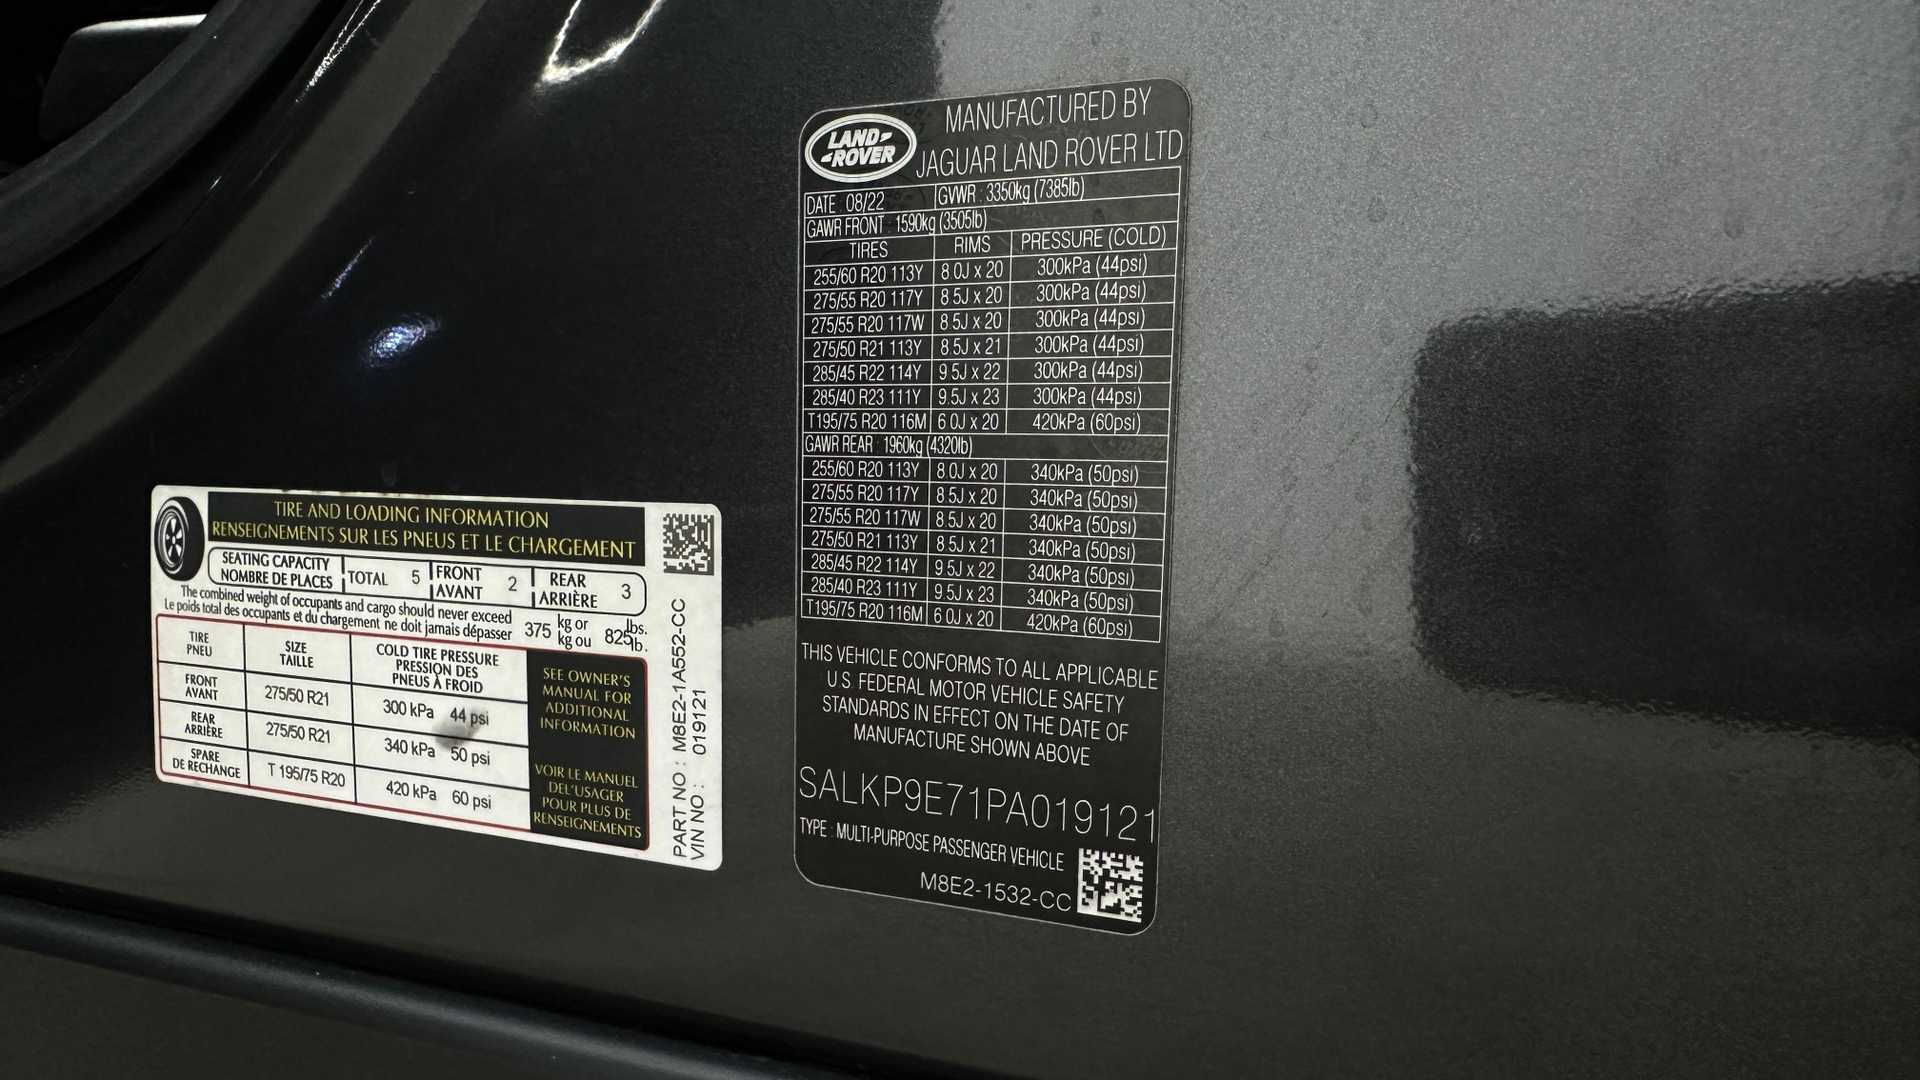 TIRE AND LOADING INFORMATION
RENSEIGNEMENTS SUR LES PNEUS ET LE CHARGEMENT
SEATING CAPACITY
NOMBRE DE PLACES
TOTAL 5
FRONT
AVANT
2
REAR
ARRIÈRE
3
The combined weight of occupants and cargo should never exceed
Le poids total des occupants et du chargement ne doit jamais dépasser
375 kg or
kg ou
825 lbs.
lb.
TIRE
PNEU
SIZE
TAILLE
COLD TIRE PRESSURE
PRESSION DES
PNEUS À FROID
FRONT
AVANT
275/50 R21
300 kPa 44 psi
REAR
ARRIÈRE
275/50 R21
340 kPa 50 psi
SPARE
DE RECHANGE
T 195/75 R20
420 kPa 60 psi
SEE OWNER'S
MANUAL FOR
ADDITIONAL
INFORMATION
VOIR LE MANUEL
DEL'USAGER
POUR PLUS DE
RENSEIGNEMENTS
PART NO : M8E2-1A552-CC
VIN NO : 019121
LAND
ROVER
MANUFACTURED BY
JAGUAR LAND ROVER LTD
DATE : 08/22 GVWR : 3350kg (7385lb)
GAWR FRONT : 1590kg (3505lb)
TIRES RIMS PRESSURE (COLD)
255/60 R20 113Y 8.0J x 20 300kPa (44psi)
275/55 R20 117Y 8.5J x 20 300kPa (44psi)
275/55 R20 117W 8.5J x 20 300kPa (44psi)
275/50 R21 113Y 8.5J x 21 300kPa (44psi)
285/45 R22 114Y 9.5J x 22 300kPa (44psi)
285/40 R23 111Y 9.5J x 23 300kPa (44psi)
T195/75 R20 116M 6.0J x 20 420kPa (60psi)
GAWR REAR : 1960kg (4320lb)
255/60 R20 113Y 8.0J x 20 340kPa (50psi)
275/55 R20 117Y 8.5J x 20 340kPa (50psi)
275/55 R20 117W 8.5J x 20 340kPa (50psi)
275/50 R21 113Y 8.5J x 21 340kPa (50psi)
285/45 R22 114Y 9.5J x 22 340kPa (50psi)
285/40 R23 111Y 9.5J x 23 340kPa (50psi)
T195/75 R20 116M 6.0J x 20 420kPa (60psi)
THIS VEHICLE CONFORMS TO ALL APPLICABLE
U.S. FEDERAL MOTOR VEHICLE SAFETY
STANDARDS IN EFFECT ON THE DATE OF
MANUFACTURE SHOWN ABOVE
SALKP9E71PA019121
TYPE : MULTI-PURPOSE PASSENGER VEHICLE
M8E2-1532-CC